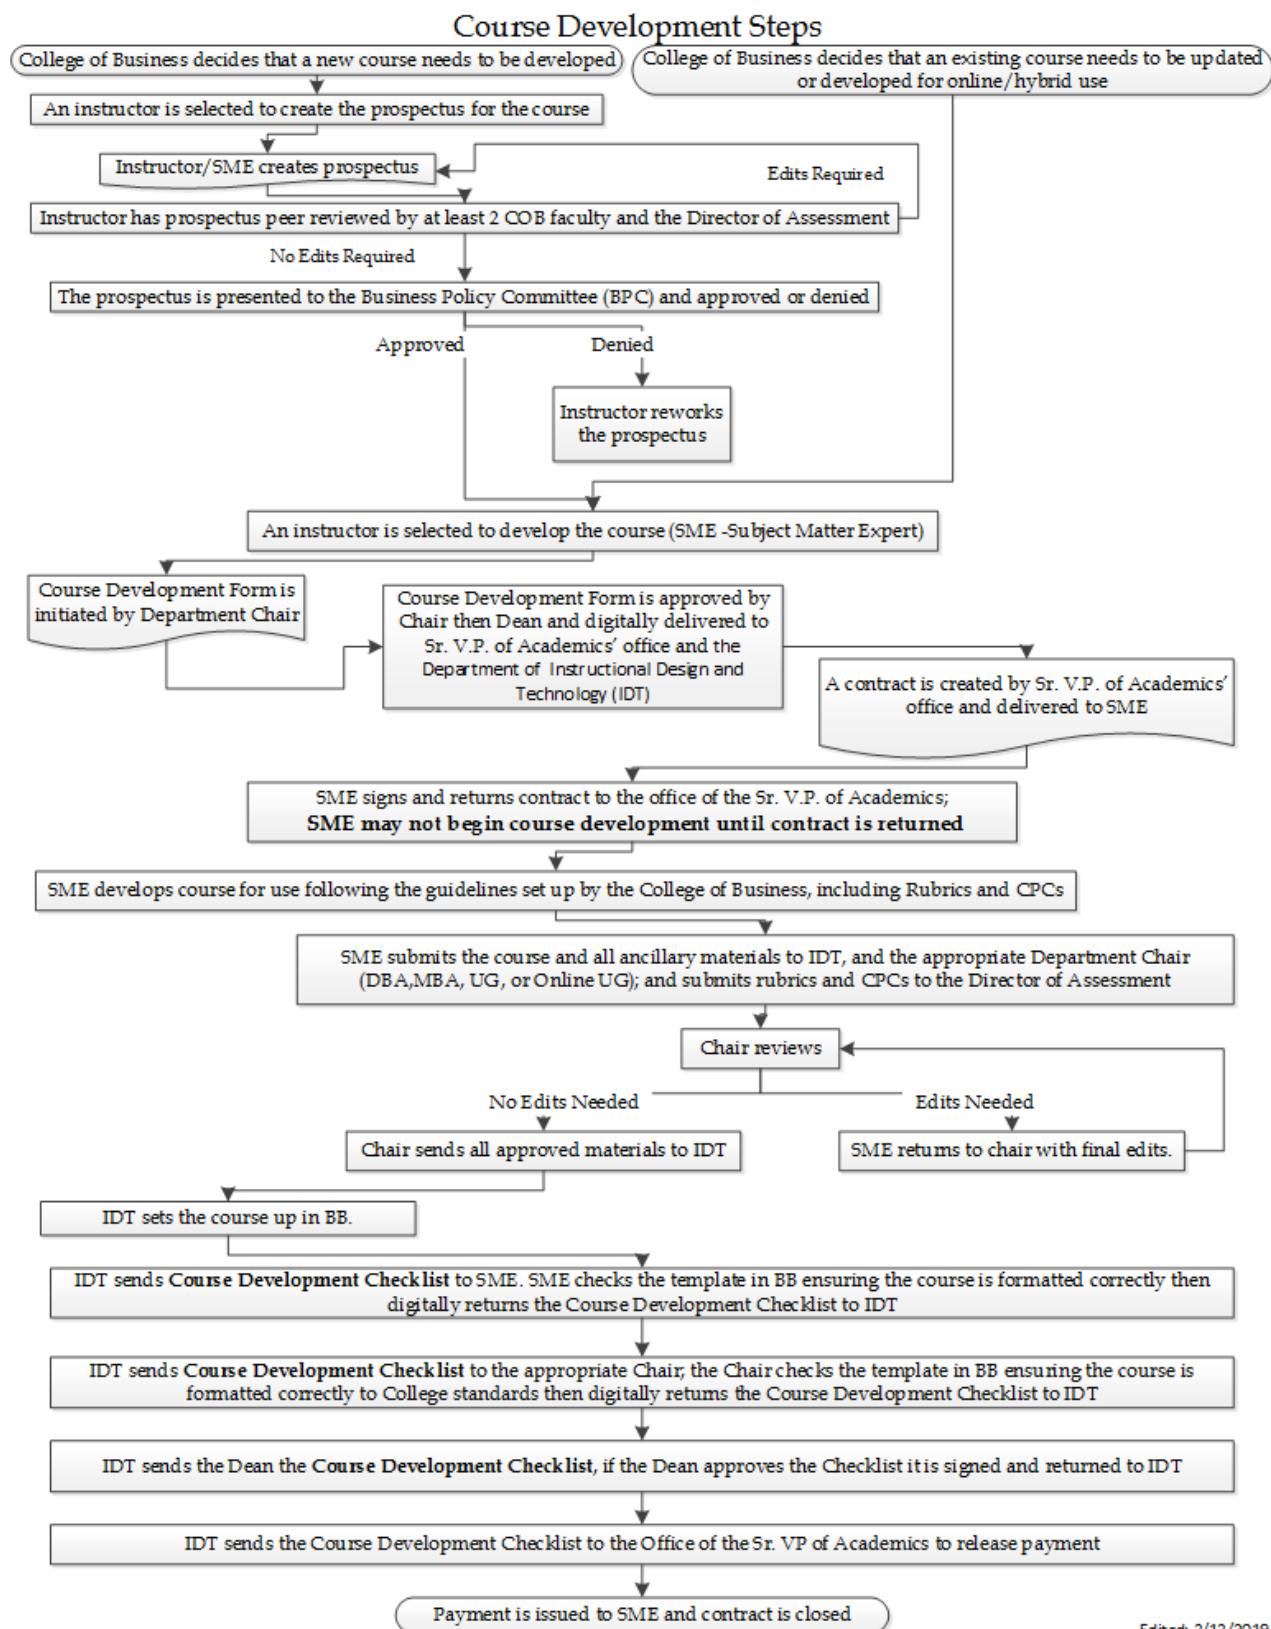 Course Development Steps
College of Business decides that a new course needs to be developed
College of Business decides that an existing course needs to be updated
or developed for online/hybrid use
An instructor is selected to create the prospectus for the course
Instructor/SME creates prospectus
Edits Required
Instructor has prospectus peer reviewed by at least 2 COB faculty and the Director of Assessment
No Edits Required
The prospectus is presented to the Business Policy Committee (BPC) and approved or denied
Approved
Denied
Instructor reworks
the prospectus
An instructor is selected to develop the course (SME -Subject Matter Expert)
Course Development Form is
initiated by Department Chair
Course Development Form is approved by
Chair then Dean and digitally delivered to
Sr. V.P. of Academics' office and the
Department of Instructional Design and
Technology (IDT)
A contract is created by Sr. V.P. of Academics'
office and delivered to SME
SME signs and returns contract to the office of the Sr. V.P. of Academics;
SME may not begin course development until contract is returned
SME develops course for use following the guidelines set up by the College of Business, including Rubrics and CPCs
SME submits the course and all ancillary materials to IDT, and the appropriate Department Chair
(DBA,MBA, UG, or Online UG); and submits rubrics and CPCs to the Director of Assessment
Chair reviews
No Edits Needed
Edits Needed
Chair sends all approved materials to IDT
SME returns to chair with final edits.
IDT sets the course up in BB.
IDT sends Course Development Checklist to SME. SME checks the template in BB ensuring the course is formatted correctly then
digitally returns the Course Development Checklist to IDT
IDT sends Course Development Checklist to the appropriate Chair; the Chair checks the template in BB ensuring the course is
formatted correctly to College standards then digitally returns the Course Development Checklist to IDT
IDT sends the Dean the Course Development Checklist, if the Dean approves the Checklist it is signed and returned to IDT
IDT sends the Course Development Checklist to the Office of the Sr. VP of Academics to release payment
Payment is issued to SME and contract is closed
Edited: 2/13/2019